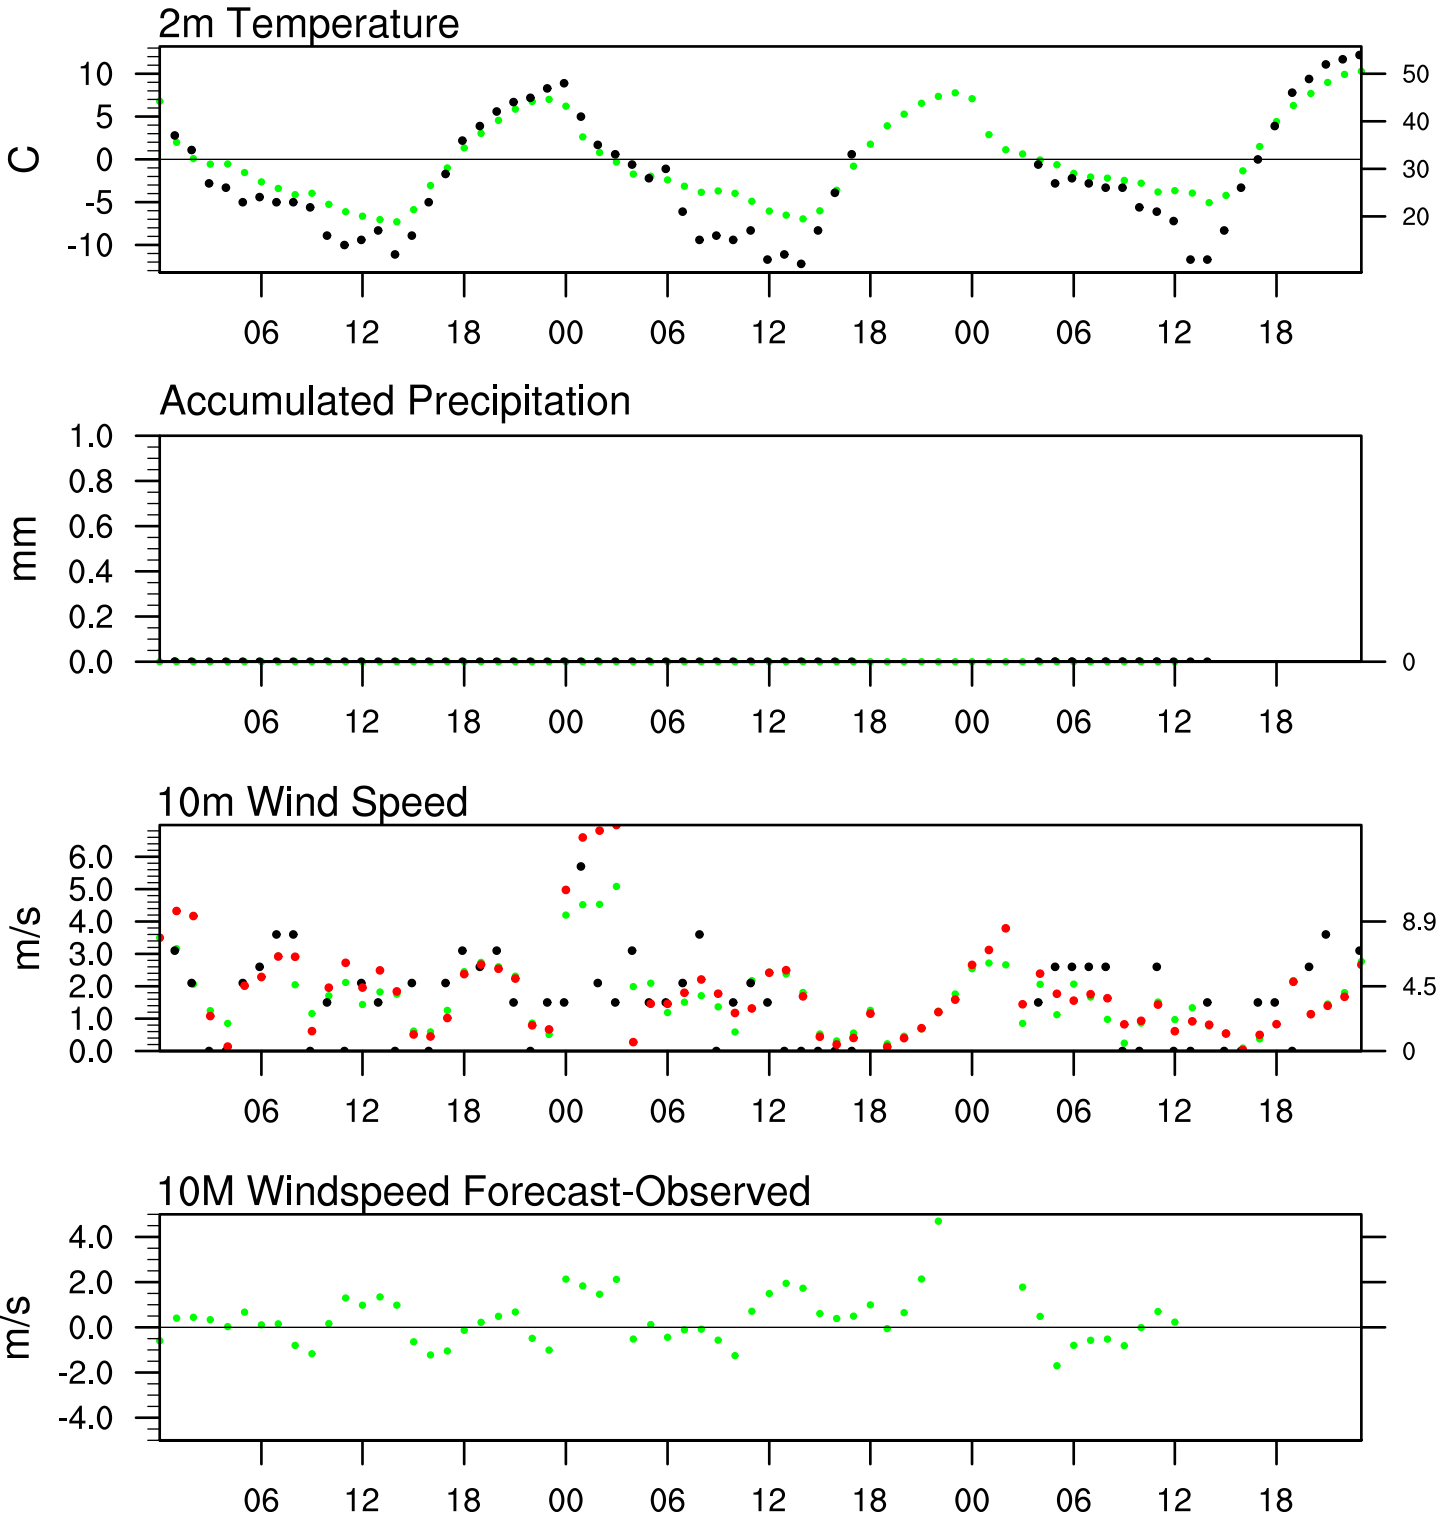 2m Temperature
10
5
0
-5
-10
C
50
40
30
20
06 12 18 00 06 12 18 00 06 12 18
Accumulated Precipitation
1.0
0.8
0.6
0.4
0.2
0.0
mm
0
06 12 18 00 06 12 18 00 06 12 18
10m Wind Speed
6.0
5.0
4.0
3.0
2.0
1.0
0.0
m/s
8.9
4.5
0
06 12 18 00 06 12 18 00 06 12 18
10M Windspeed Forecast-Observed
4.0
2.0
0.0
-2.0
-4.0
m/s
06 12 18 00 06 12 18 00 06 12 18